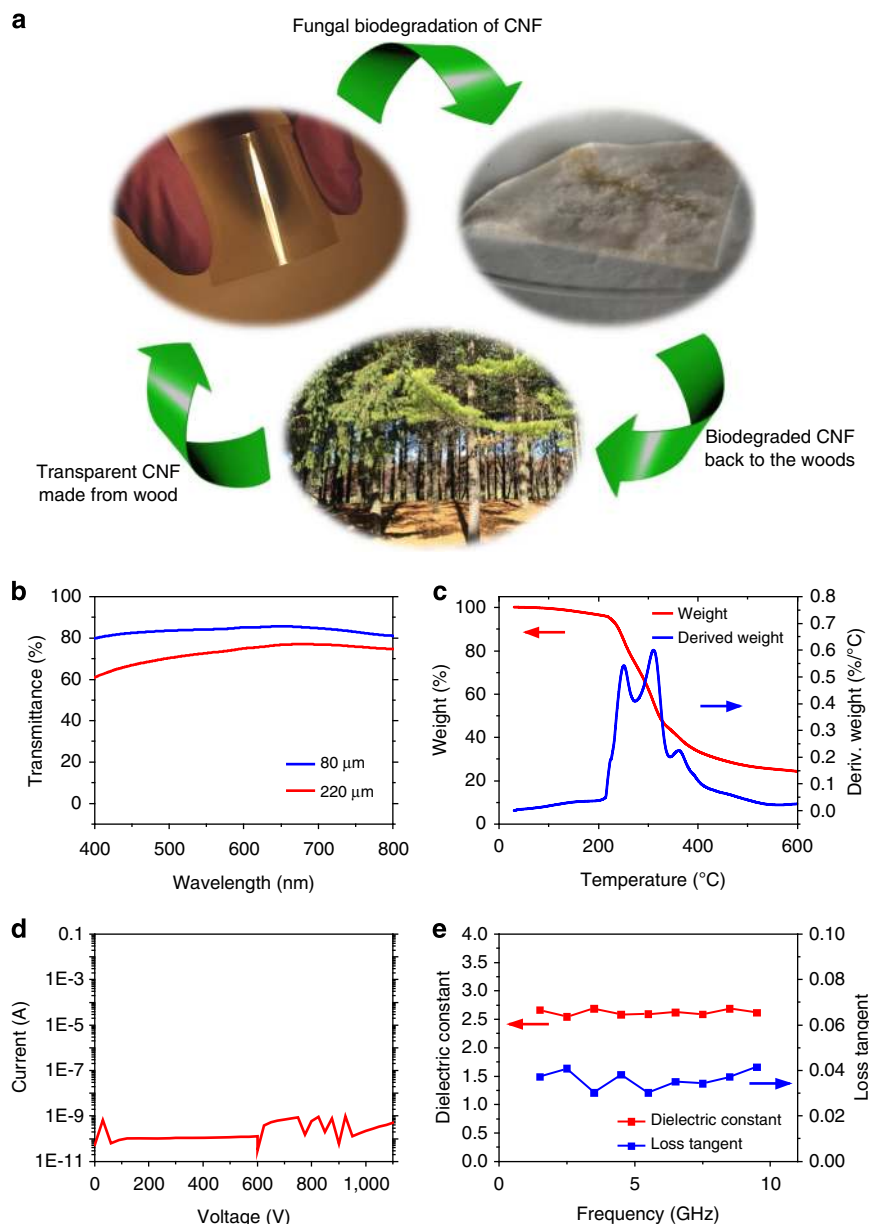 a
Fungal biodegradation of CNF
Biodegraded CNF
back to the woods
Transparent CNF
made from wood
b
100
80
60
40
20
0
Transmittance (%)
80 μm
220 μm
400 500 600 700 800
Wavelength (nm)
c
100
80
60
40
20
0
Weight (%)
Weight
Derived weight
0.8
0.7
0.6
0.5
0.4
0.3
0.2
0.1
0.0
Deriv. weight (%/°C)
0 200 400 600
Temperature (°C)
d
0.1
1E-3
1E-5
1E-7
1E-9
1E-11
Current (A)
0 200 400 600 800 1,000
Voltage (V)
e
4.0
3.5
3.0
2.5
2.0
1.5
1.0
0.5
0.0
Dielectric constant
Dielectric constant
Loss tangent
0.10
0.08
0.06
0.04
0.02
0.00
Loss tangent
0 5 10
Frequency (GHz)